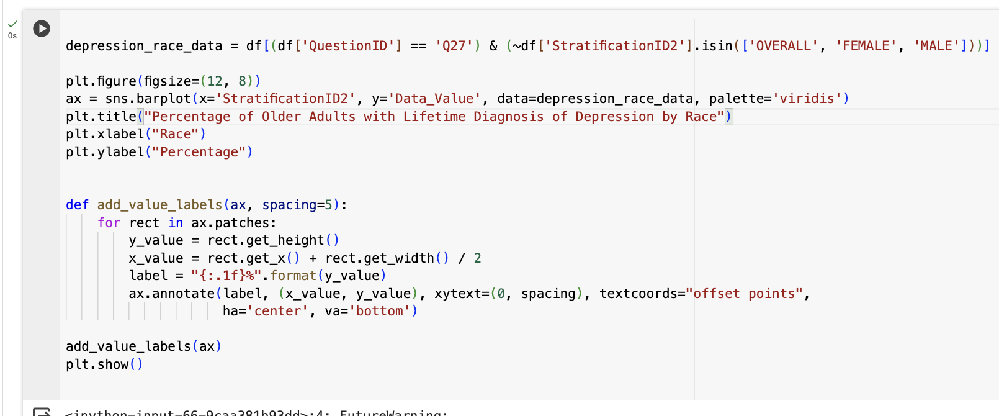 0s
depression_race_data = df[(df['QuestionID'] == 'Q27') & (~df['StratificationID2'].isin(['OVERALL', 'FEMALE', 'MALE']))]
plt.figure(figsize=(12, 8))
ax = sns.barplot(x='StratificationID2', y='Data_Value', data=depression_race_data, palette='viridis')
plt.title("Percentage of Older Adults with Lifetime Diagnosis of Depression by Race")
plt.xlabel("Race")
plt.ylabel("Percentage")
def add_value_labels(ax, spacing=5):
    for rect in ax.patches:
        y_value = rect.get_height()
        x_value = rect.get_x() + rect.get_width() / 2
        label = "{:.1f}%".format(y_value)
        ax.annotate(label, (x_value, y_value), xytext=(0, spacing), textcoords="offset points",
                    ha='center', va='bottom')
add_value_labels(ax)
plt.show()
<ipython-input-66-9caa381b93dd>:4: FutureWarning: